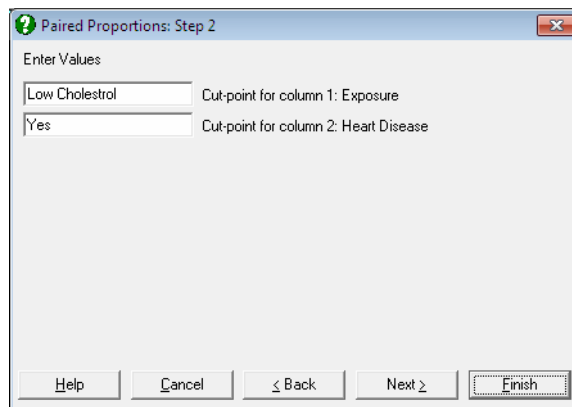 Paired Proportions: Step 2
Enter Values
Low Cholestrol Cut-point for column 1: Exposure
Yes Cut-point for column 2: Heart Disease
Help Cancel < Back Next > Finish